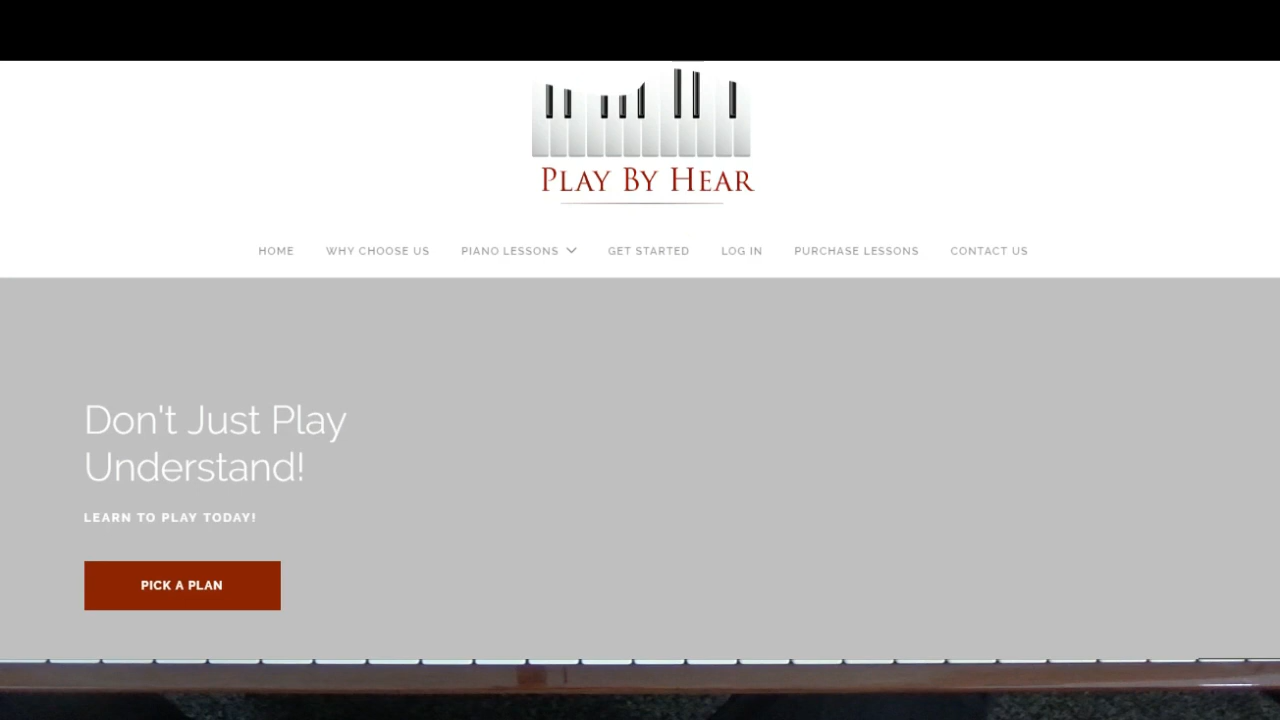 PLAY BY HEAR
HOME WHY CHOOSE US PIANO LESSONS GET STARTED LOG IN PURCHASE LESSONS CONTACT US
Don't Just Play
Understand!
LEARN TO PLAY TODAY!
PICK A PLAN